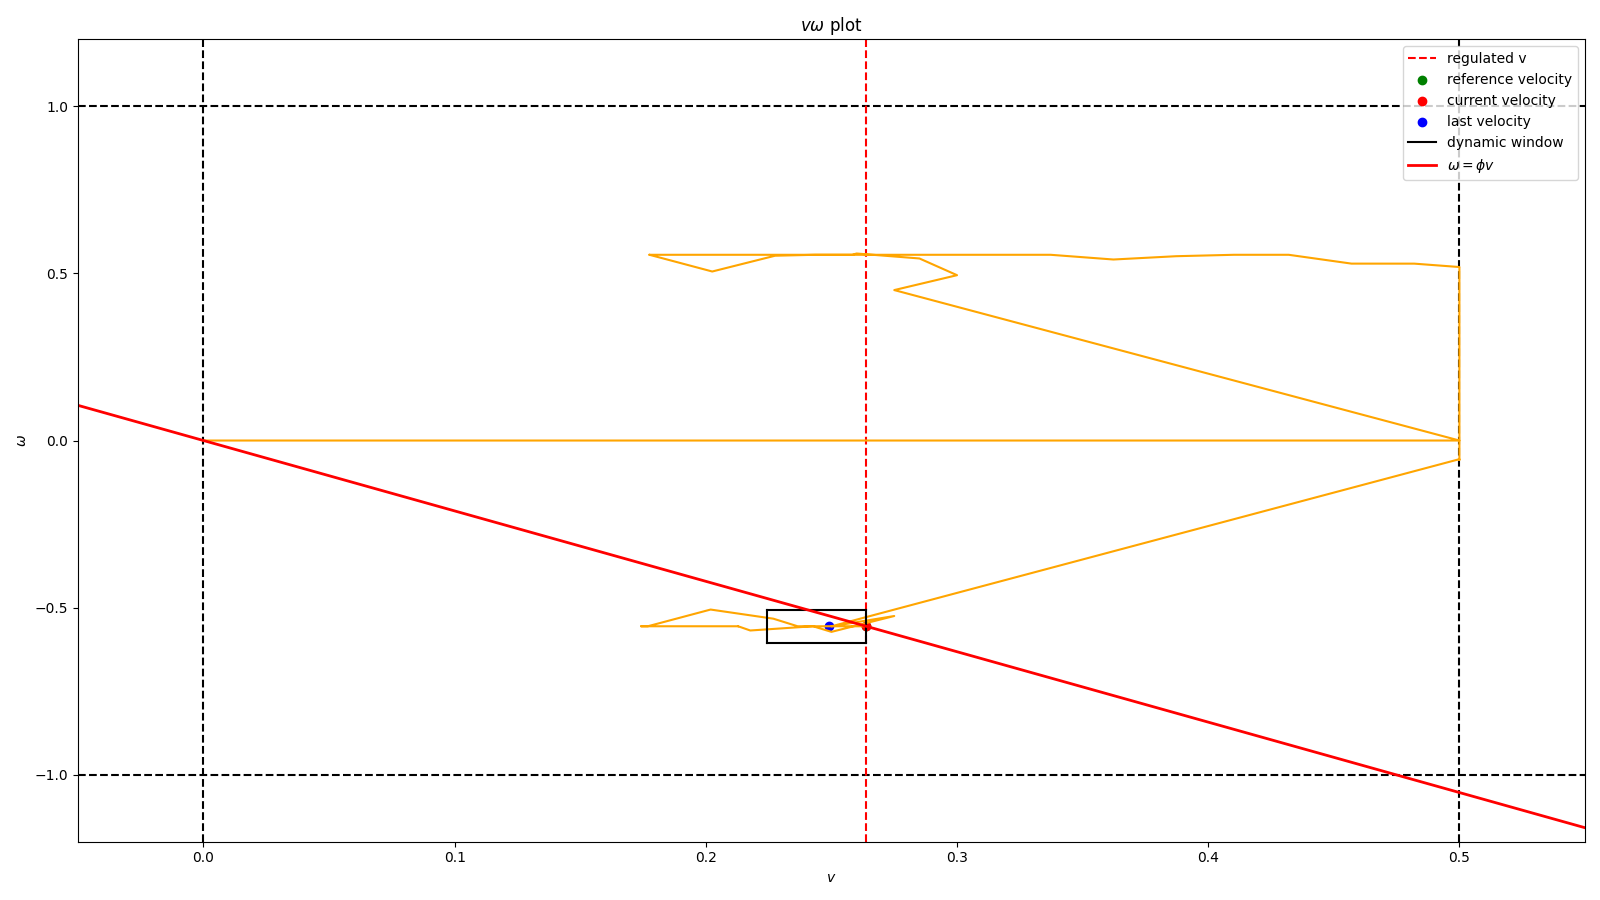 vω plot
regulated v
reference velocity
current velocity
last velocity
dynamic window
ω = ϕv
1.0
0.5
0.0
−0.5
−1.0
ω
0.0 0.1 0.2 0.3 0.4 0.5
v